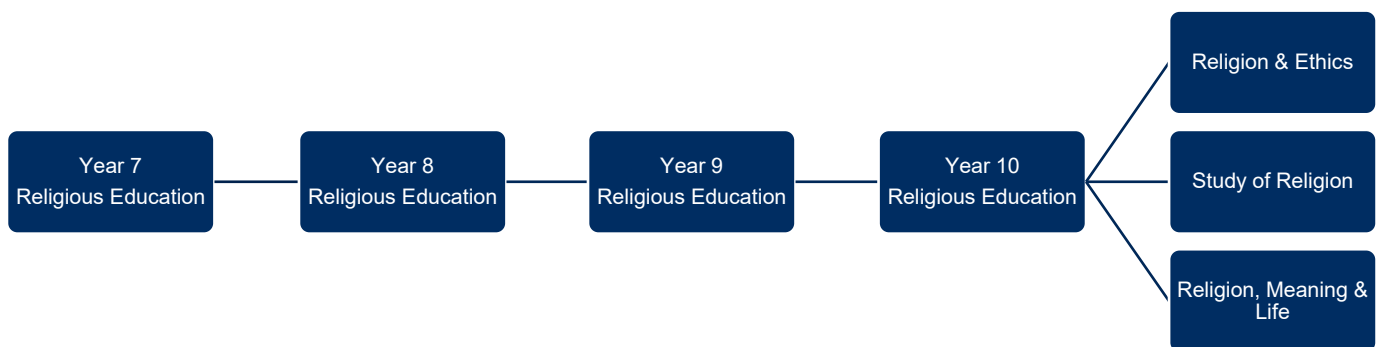 Year 7
Religious Education
Year 8
Religious Education
Year 9
Religious Education
Year 10
Religious Education
Religion & Ethics
Study of Religion
Religion, Meaning &
Life